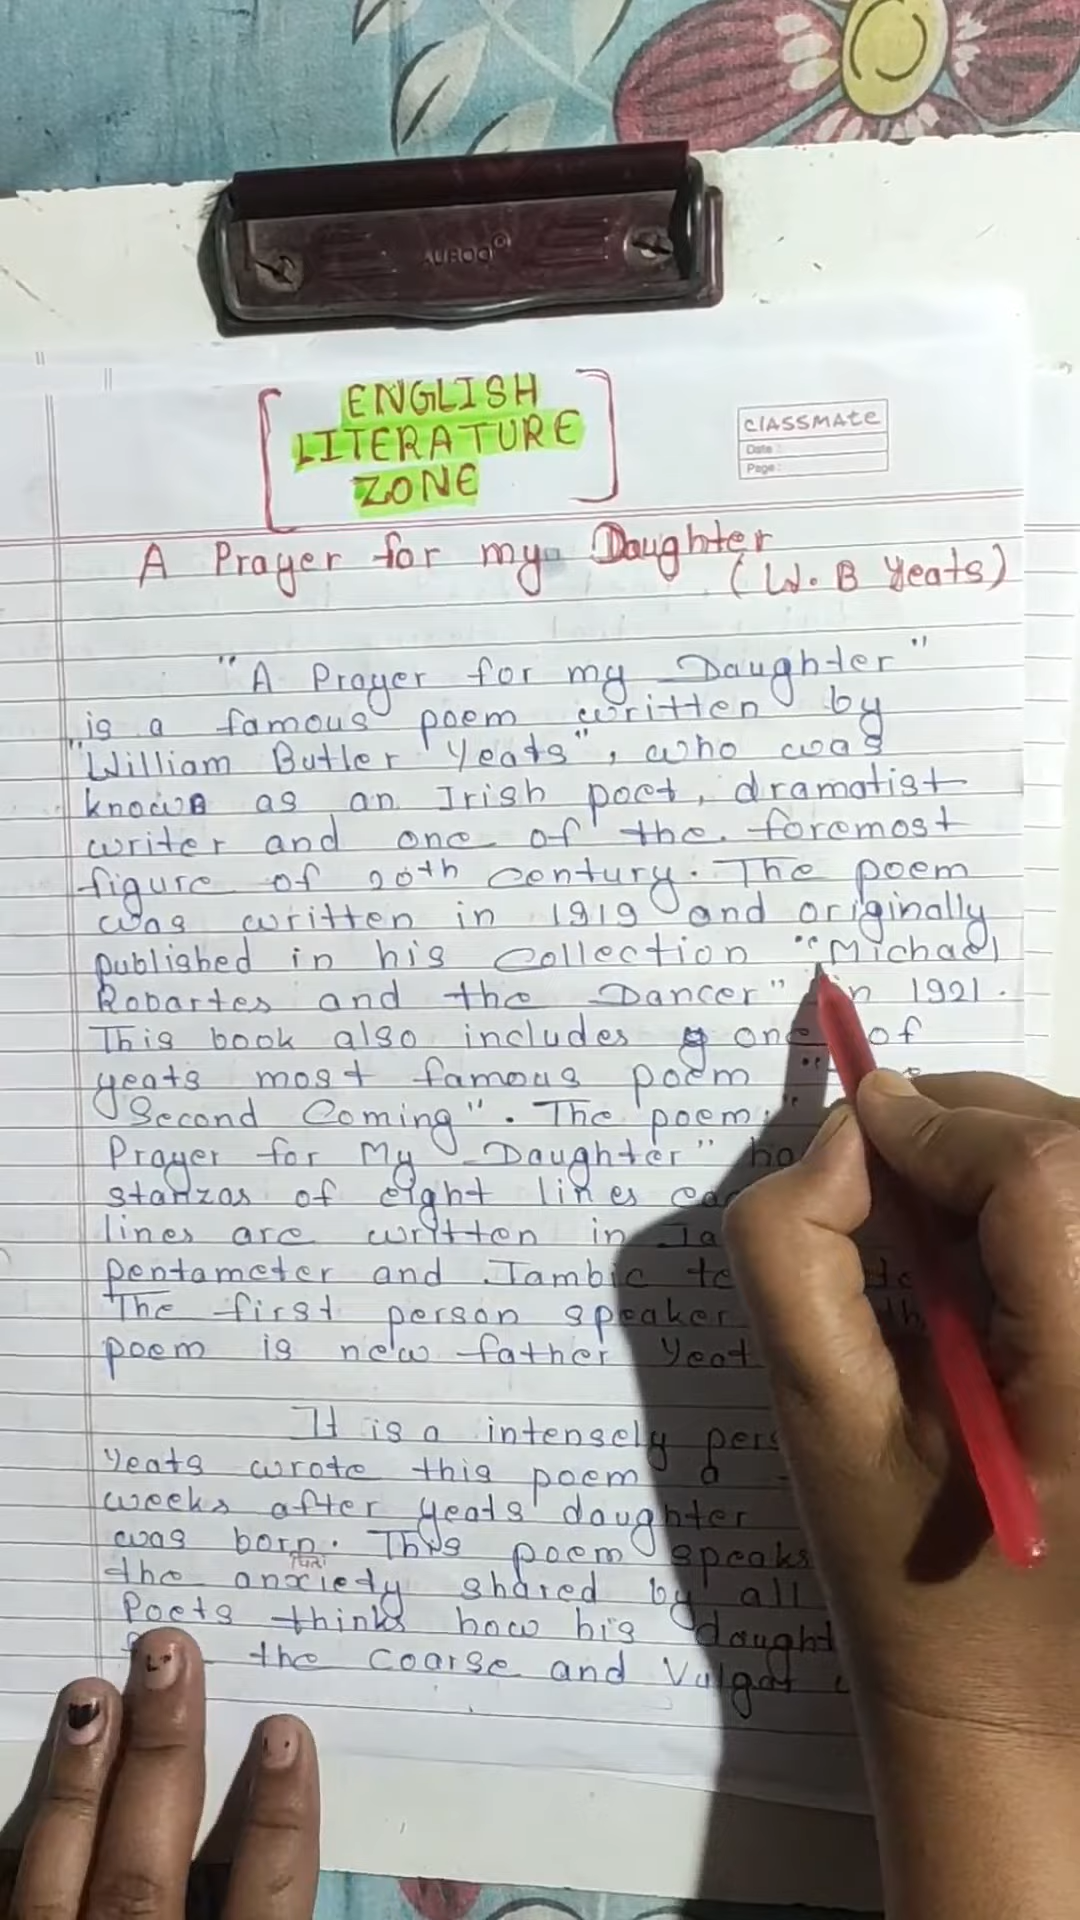 AUROO©
ENGLISH
LITERATURE
ZONE
CLASSMATE
Date :
Page :
A Prayer for my Daughter
(W. B Yeats)
"A Prayer for my Daughter"
is a famous poem written by
"William Butler Yeats", who was
known as an Irish poet, dramatist
writer and one of the foremost
figure of 20th century. The poem
was written in 1919 and originally
published in his collection "Michael
Robartes and the Dancer" in 1921.
This book also includes one of
yeats most famous poem "
Second Coming". The poem "
Prayer for My Daughter"
stanzas of eight lines
lines are written in
pentameter and Iambic
The first person speaker
poem is new father Yeat
It is a intensely
Yeats wrote this poem a
weeks after yeats daughter
was born. This poem speaks
the anxiety shared by all
Poets thinks how his
the coarse and Vulgar